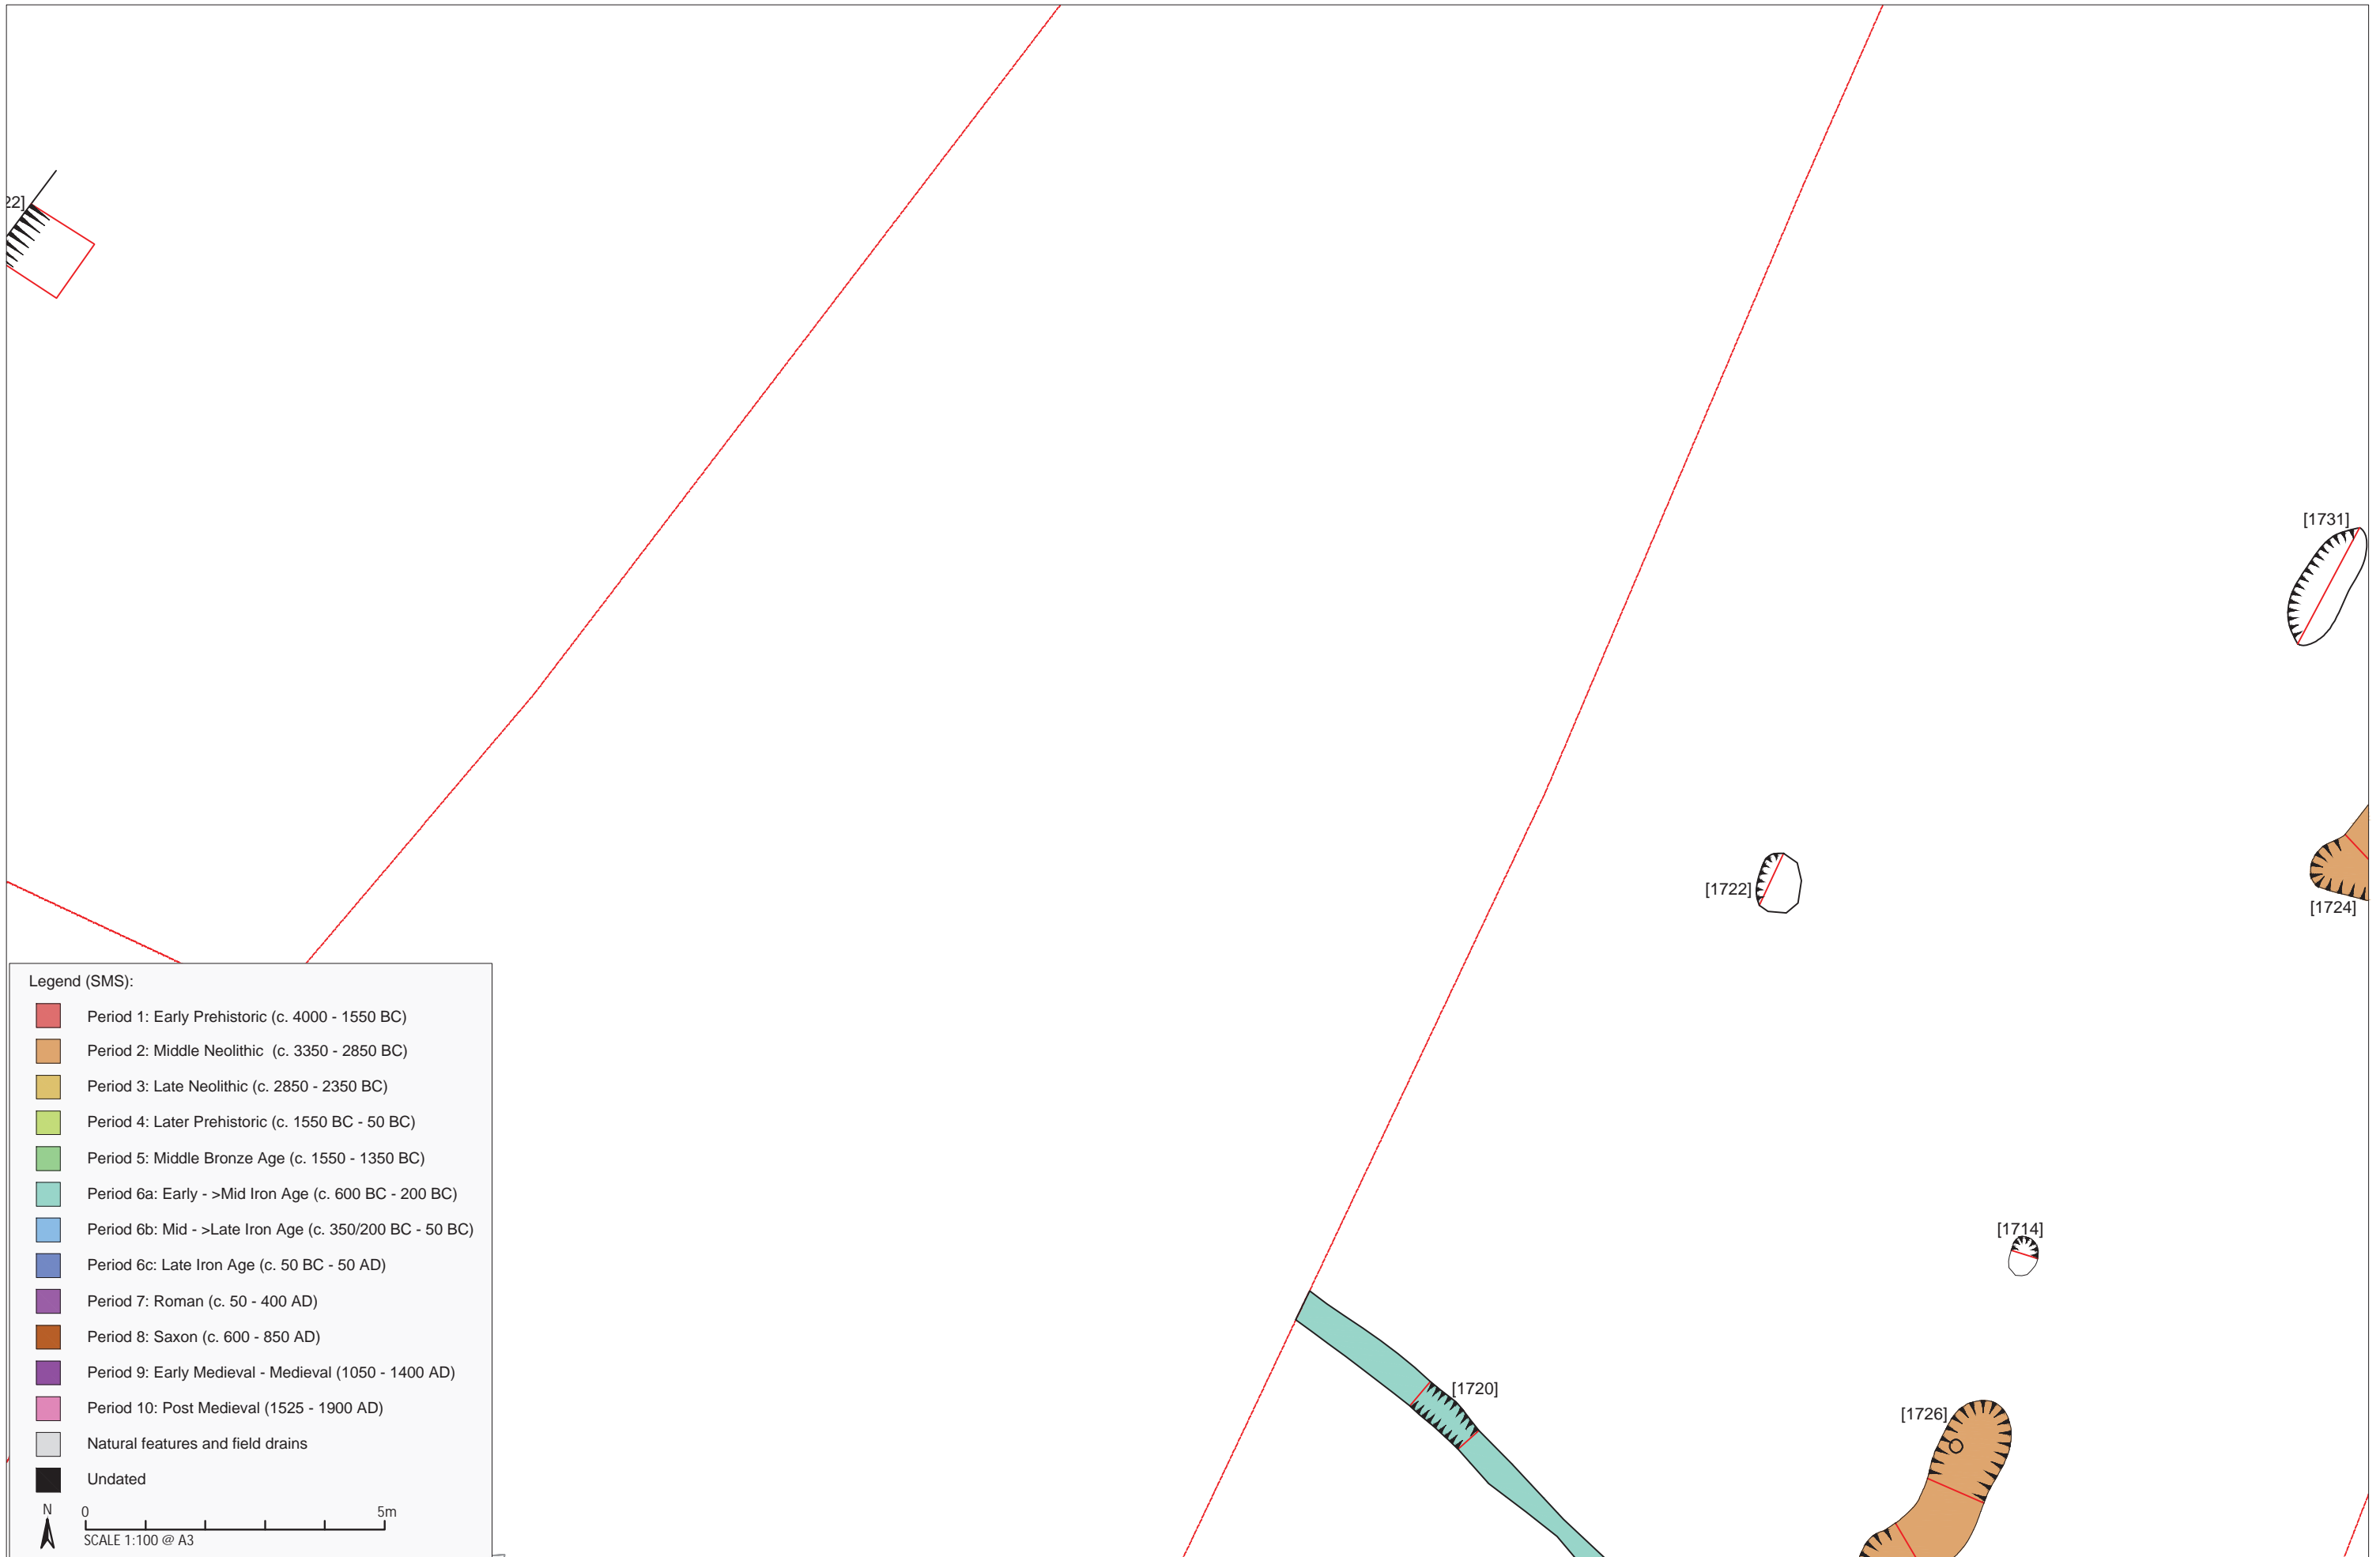 22]
[1731]
[1722]
[1724]
[1714]
[1720]
[1726]
Legend (SMS):
Period 1: Early Prehistoric (c. 4000 - 1550 BC)
Period 2: Middle Neolithic (c. 3350 - 2850 BC)
Period 3: Late Neolithic (c. 2850 - 2350 BC)
Period 4: Later Prehistoric (c. 1550 BC - 50 BC)
Period 5: Middle Bronze Age (c. 1550 - 1350 BC)
Period 6a: Early - >Mid Iron Age (c. 600 BC - 200 BC)
Period 6b: Mid - >Late Iron Age (c. 350/200 BC - 50 BC)
Period 6c: Late Iron Age (c. 50 BC - 50 AD)
Period 7: Roman (c. 50 - 400 AD)
Period 8: Saxon (c. 600 - 850 AD)
Period 9: Early Medieval - Medieval (1050 - 1400 AD)
Period 10: Post Medieval (1525 - 1900 AD)
Natural features and field drains
Undated
N 0 5m
SCALE 1:100 @ A3